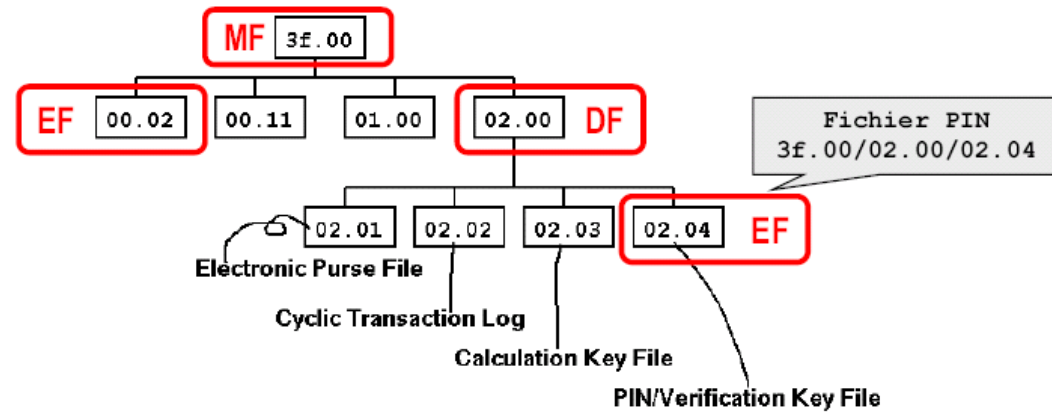 MF 3f.00
EF 00.02 00.11 01.00 02.00 DF
Fichier PIN
3f.00/02.00/02.04
02.01 02.02 02.03 02.04 EF
Electronic Purse File
Cyclic Transaction Log
Calculation Key File
PIN/Verification Key File